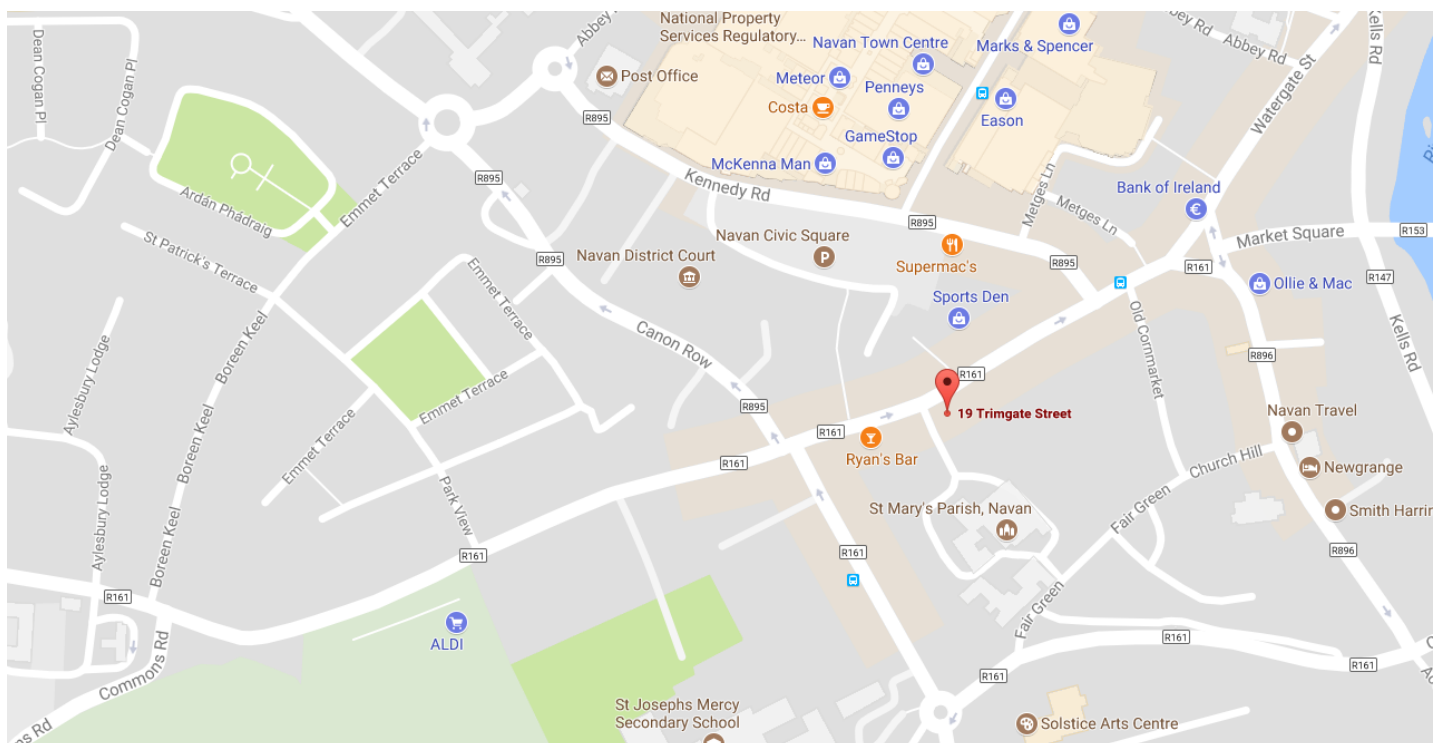 National Property
Services Regulatory...
Navan Town Centre
Marks & Spencer
Abbey Rd
Abbey Rd
Kells Rd
Watergate St
Dean Cogan Pl
Dean Cogan Pl
Post Office
Meteor
Penneys
Costa
Eason
GameStop
McKenna Man
R895
R895
Kennedy Rd
Emmet Terrace
Ardán Phádraig
St Patrick's Terrace
Metges Ln
Metges Ln
Bank of Ireland
R895
Market Square
R153
Navan Civic Square
Navan District Court
Supermac's
R895
R161
R895
Emmet Terrace
Sports Den
Ollie & Mac
R147
Old Cornmarket
Kells Rd
Boreen Keel
Canon Row
R896
Aylesbury Lodge
Emmet Terrace
R161
19 Trimgate Street
R895
Navan Travel
R161
Ryan's Bar
R161
Church Hill
Newgrange
Emmet Terrace
Boreen Keel
Park View
Fair Green
St Mary's Parish, Navan
Smith Harrin
Aylesbury Lodge
Boreen Keel
R161
R161
R896
R161
Fair Green
ALDI
R161
R161
Commons Rd
R161
St Josephs Mercy
Secondary School
Solstice Arts Centre